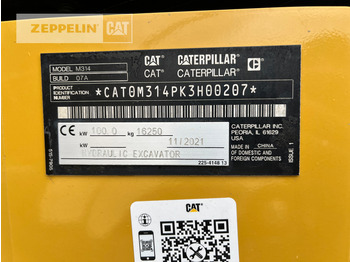 ZEPPELIN CAT
CAT CATERPILLAR C
MODEL M314
CAT CATERPILLAR
BUILD 07A
PRODUCT IDENTIFICATION NUMBER *CAT0M314PK3H00207*
CE kW 100.0 kg 16250
kW 11/2021
HYDRAULIC EXCAVATOR
CATERPILLAR INC.
PEORIA, IL 61629
USA
MADE IN CHINA
OF DOMESTIC AND
FOREIGN COMPONENTS
225-4148 13
ISSUE 1
CAT